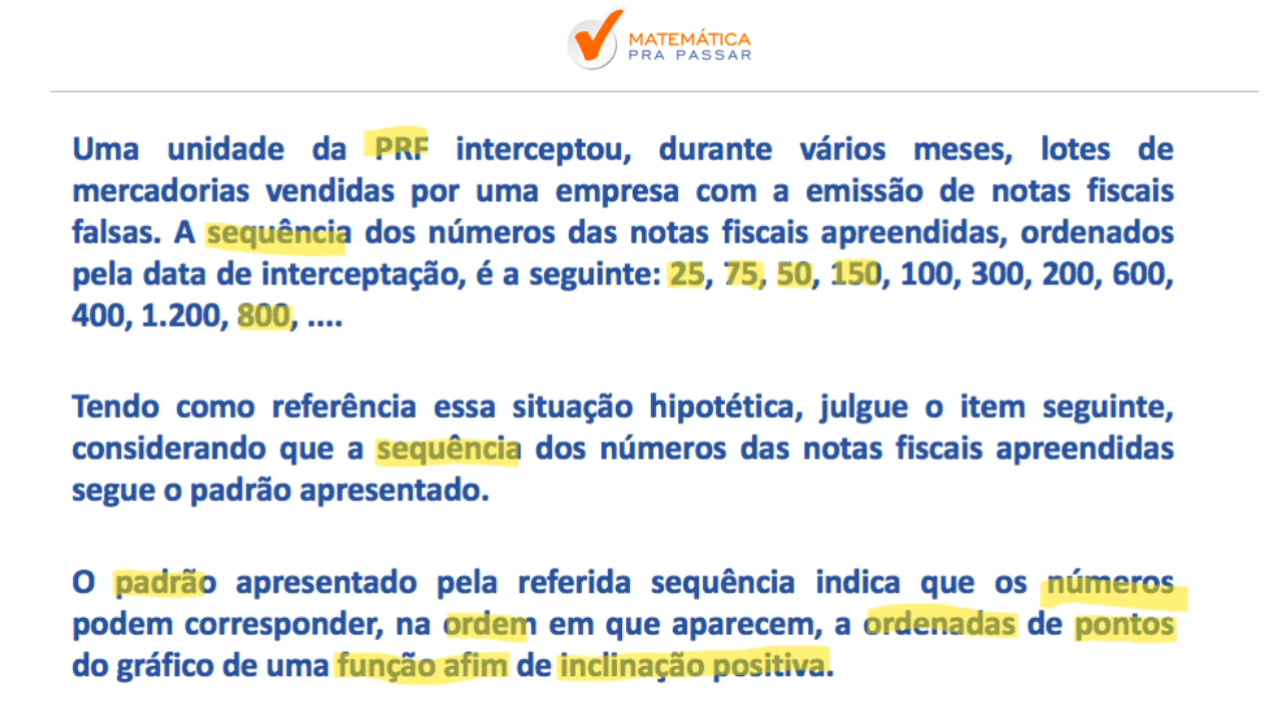 MATEMÁTICA
PRA PASSAR
Uma unidade da PRF interceptou, durante vários meses, lotes de
mercadorias vendidas por uma empresa com a emissão de notas fiscais
falsas. A sequência dos números das notas fiscais apreendidas, ordenados
pela data de interceptação, é a seguinte: 25, 75, 50, 150, 100, 300, 200, 600,
400, 1.200, 800, ....
Tendo como referência essa situação hipotética, julgue o item seguinte,
considerando que a sequência dos números das notas fiscais apreendidas
segue o padrão apresentado.
O padrão apresentado pela referida sequência indica que os números
podem corresponder, na ordem em que aparecem, a ordenadas de pontos
do gráfico de uma função afim de inclinação positiva.